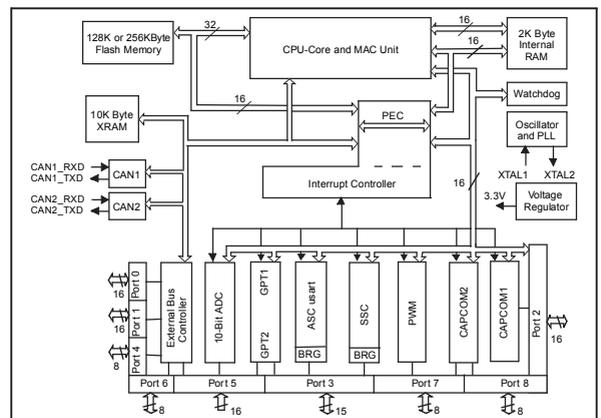 128K or 256KByte
Flash Memory
32
CPU-Core and MAC Unit
16
16
2K Byte
Internal
RAM
Watchdog
16
10K Byte
XRAM
PEC
Oscillator
and PLL
CAN1_RXD
CAN1_TXD
CAN1
CAN2_RXD
CAN2_TXD
CAN2
Interrupt Controller
16
XTAL1
XTAL2
3.3V
Voltage
Regulator
Port 0
16
Port 1
16
Port 4
8
External Bus
Controller
10-Bit ADC
GPT1
GPT2
ASC usart
BRG
SSC
BRG
PWM
CAPCOM2
CAPCOM1
Port 2
16
Port 6
Port 5
Port 3
Port 7
Port 8
8
16
15
8
8